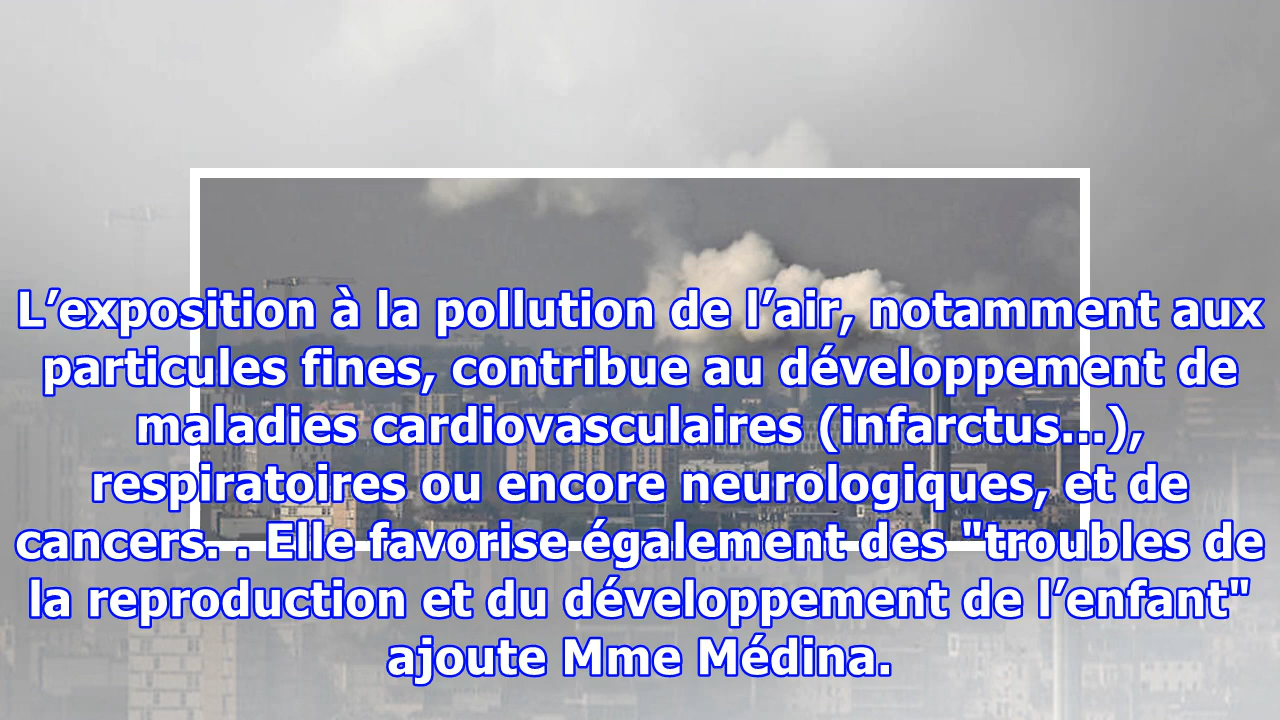 L’exposition à la pollution de l’air, notamment aux
particules fines, contribue au développement de
maladies cardiovasculaires (infarctus...),
respiratoires ou encore neurologiques, et de
cancers. . Elle favorise également des "troubles de
la reproduction et du développement de l’enfant"
ajoute Mme Médina.